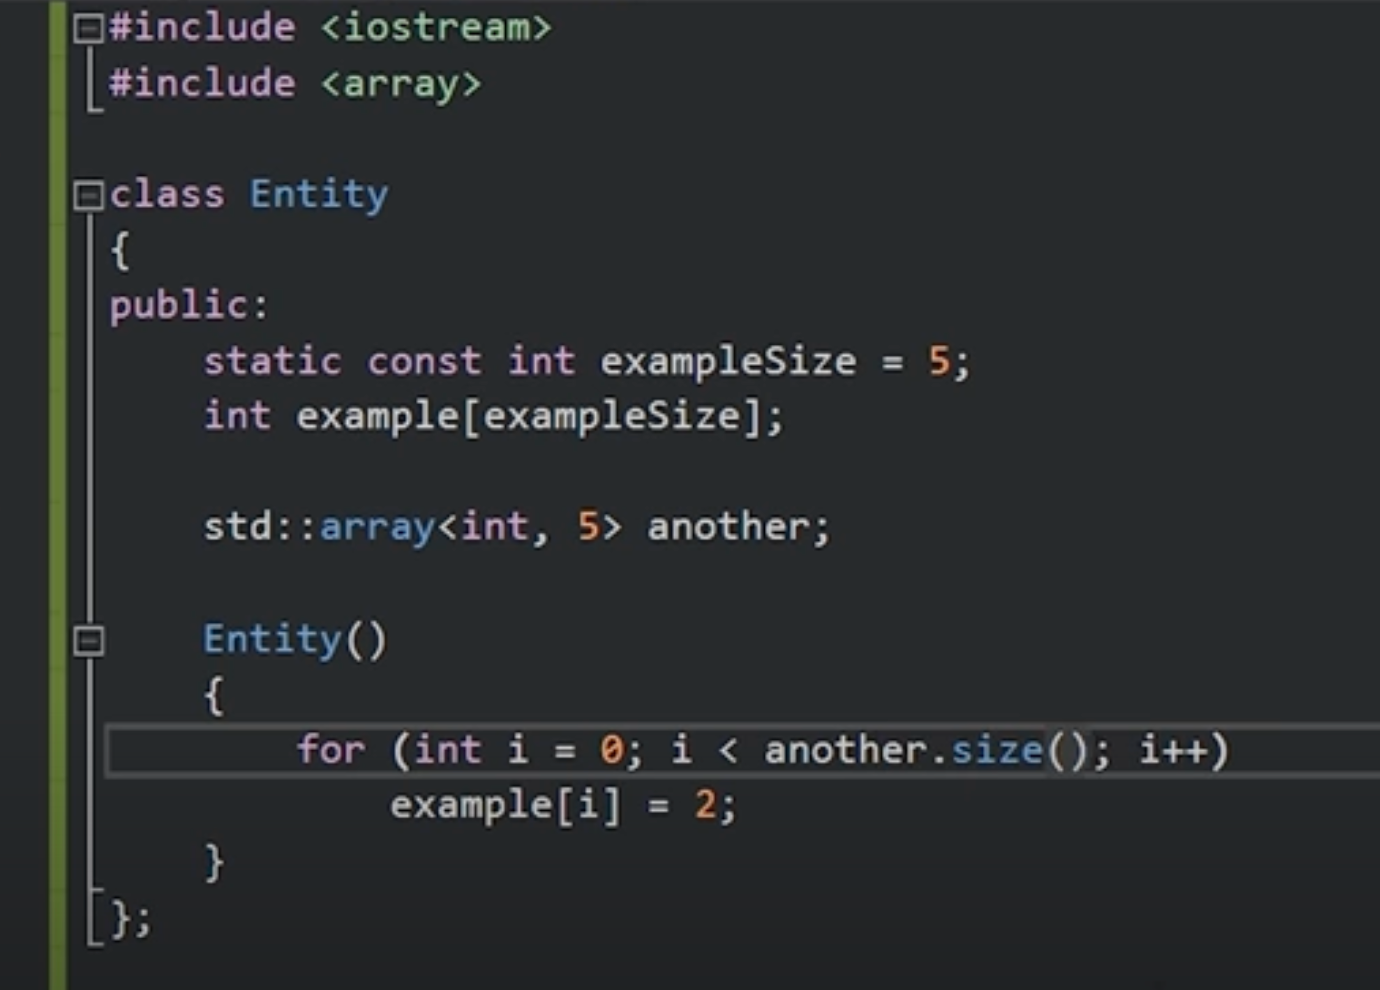 #include <iostream>
#include <array>
class Entity
{
public:
static const int exampleSize = 5;
int example[exampleSize];
std::array<int, 5> another;
Entity()
{
for (int i = 0; i < another.size(); i++)
example[i] = 2;
}
};